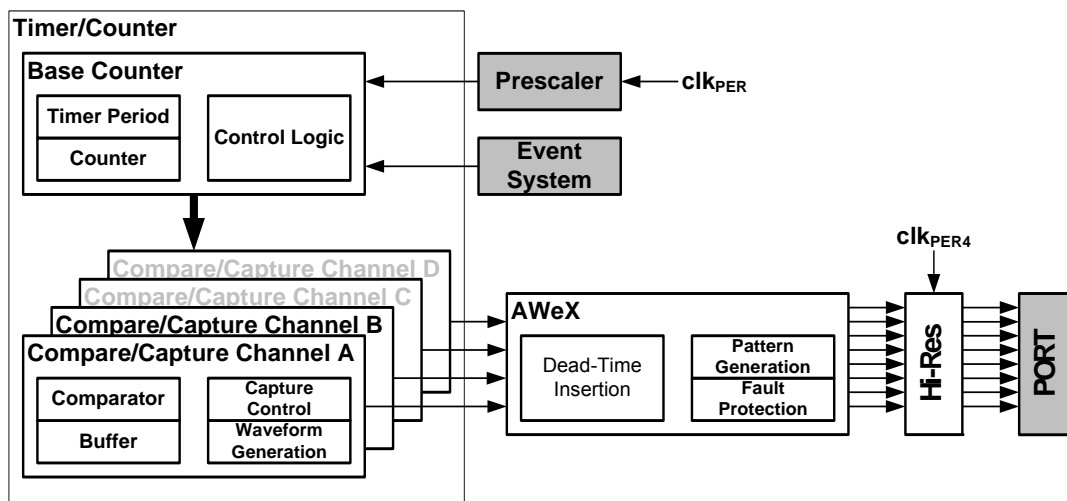 Timer/Counter
Base Counter
Timer Period
Counter
Control Logic
Prescaler
clkPER
Event
System
Compare/Capture Channel D
Compare/Capture Channel C
Compare/Capture Channel B
Compare/Capture Channel A
Comparator
Buffer
Capture
Control
Waveform
Generation
AWeX
Dead-Time
Insertion
Pattern
Generation
Fault
Protection
clkPER4
Hi-Res
PORT